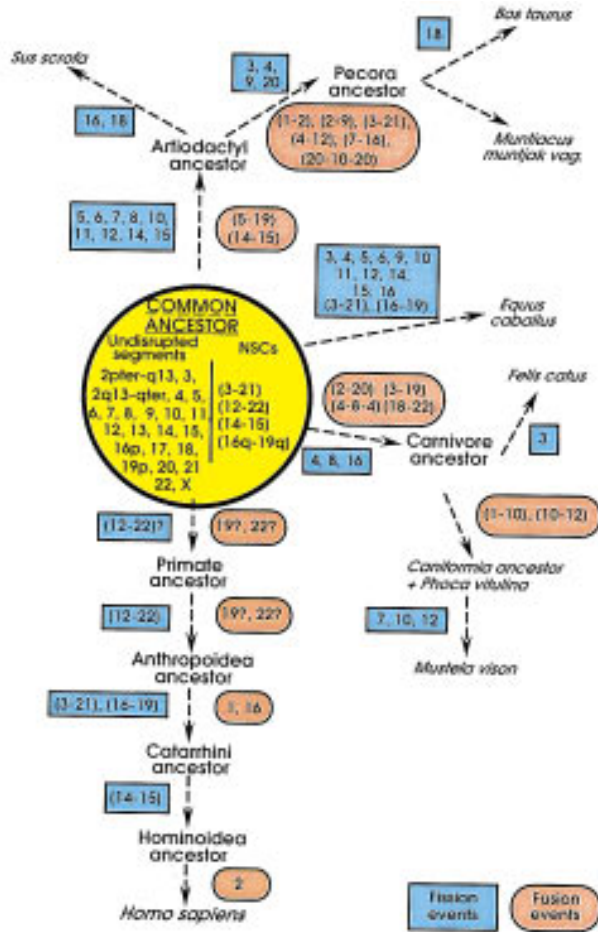 Bos taurus
18
Sus scrofa
3, 4,
9, 20
Pecora
ancestor
16, 18
(1-2), (2-9), (3-21),
(4-12), (7-16),
(20-10-20)
Muntiacus
muntjak vag.
Artiodactyl
ancestor
5, 6, 7, 8, 10,
11, 12, 14, 15
(5-19)
(14-15)
3, 4, 5, 6, 9, 10
11, 12, 14,
15, 16
(3-21), (16-19)
COMMON
ANCESTOR
Undisrupted
segments
NSCs
2pter-q13, 3,
2q13-qter, 4, 5,
6, 7, 8, 9, 10, 11,
12, 13, 14, 15,
16p, 17, 18,
19p, 20, 21
22, X
(3-21)
(12-22)
(14-15)
(16q-19q)
Equus
caballus
(2-20) (3-19)
(4-8-4) (18-22)
Felis catus
4, 8, 16
Carnivore
ancestor
3
(1-10), (10-12)
(12-22)?
19?, 22?
Primate
ancestor
Caniformia ancestor
+ Phoca vitulina
(12-22)
19?, 22?
7, 10, 12
Anthropoidea
ancestor
Mustela vison
(3-21), (16-19)
1, 16
Catarrhini
ancestor
(14-15)
Hominoidea
ancestor
2
Homo sapiens
Fission
events
Fusion
events